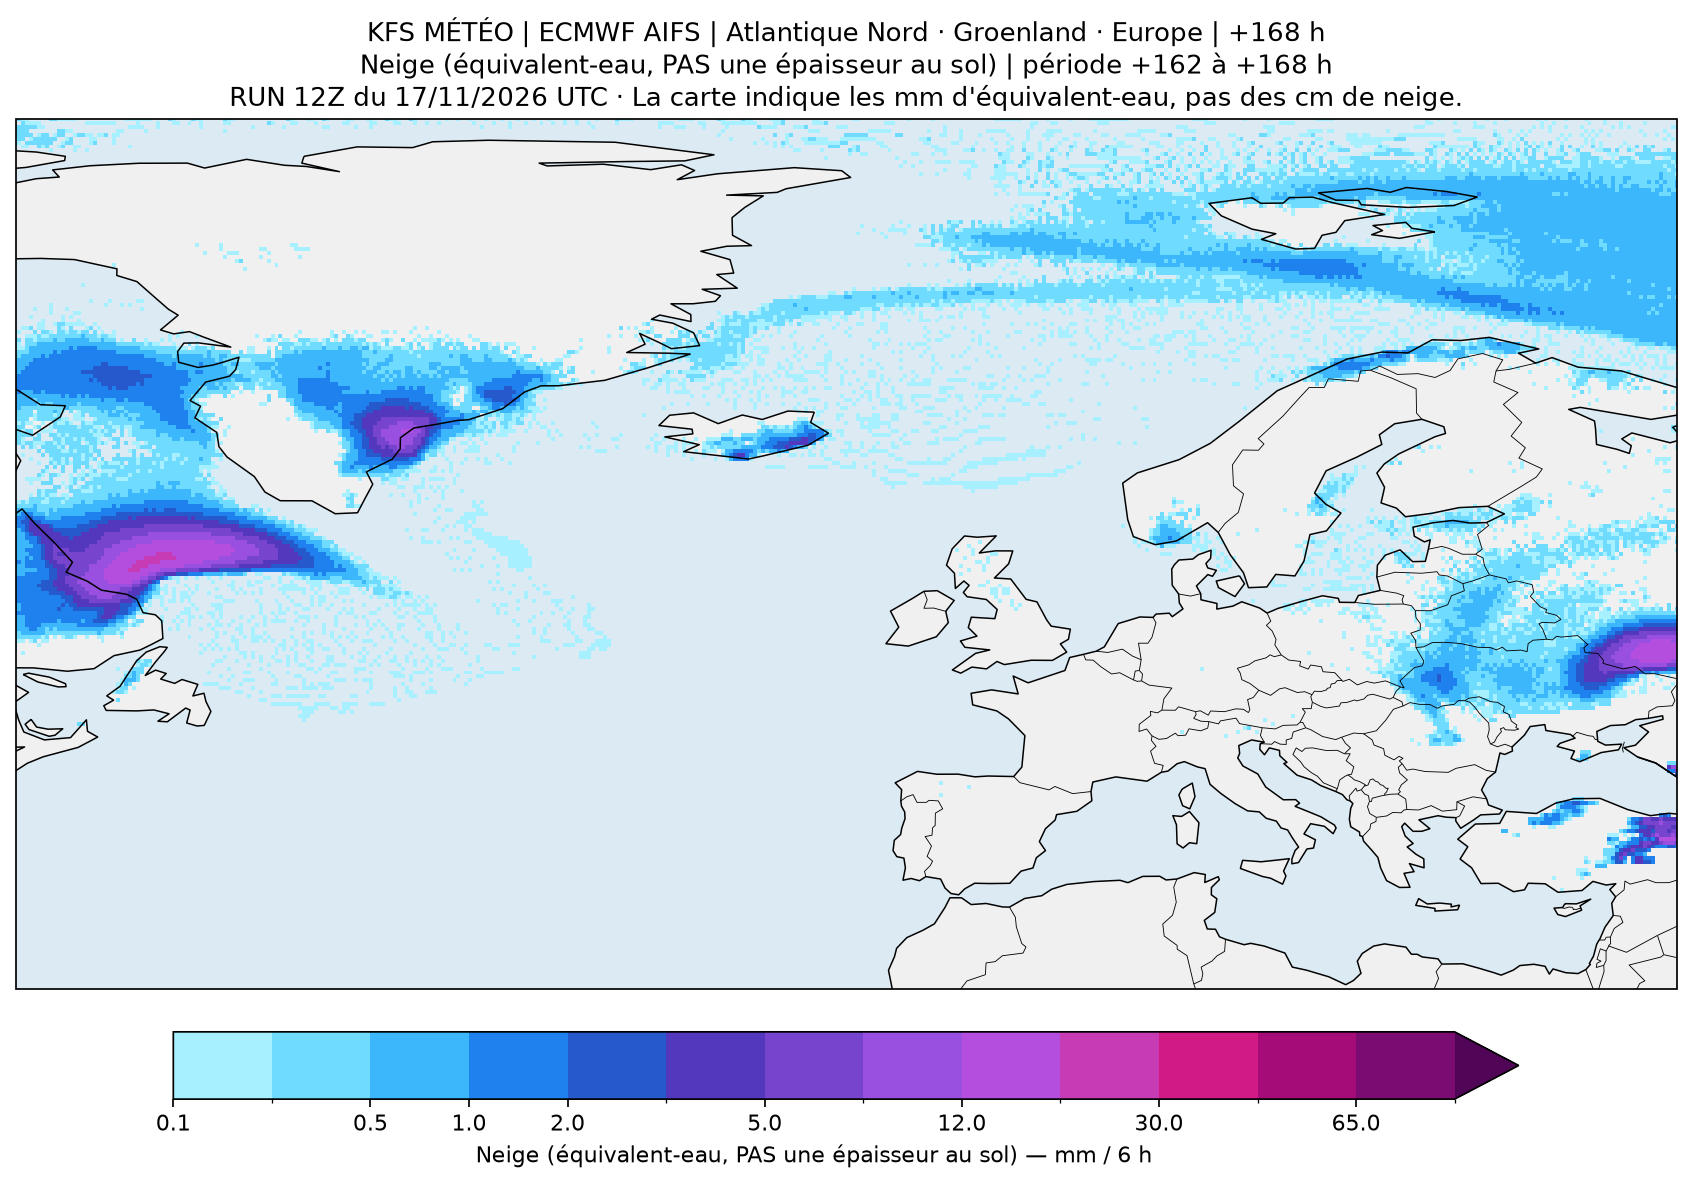 KFS MÉTÉO | ECMWF AIFS | Atlantique Nord · Groenland · Europe | +168 h
Neige (équivalent-eau, PAS une épaisseur au sol) | période +162 à +168 h
RUN 12Z du 17/11/2026 UTC · La carte indique les mm d'équivalent-eau, pas des cm de neige.
0.1 0.5 1.0 2.0 5.0 12.0 30.0 65.0
Neige (équivalent-eau, PAS une épaisseur au sol) — mm / 6 h